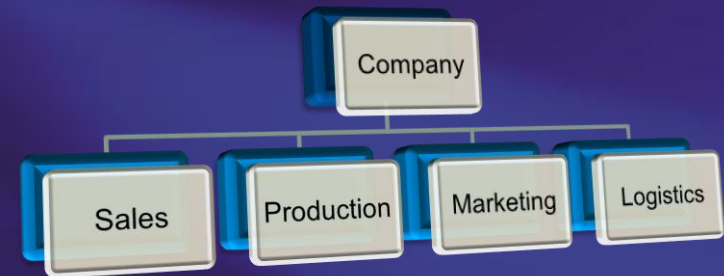 Company
Sales
Production
Marketing
Logistics